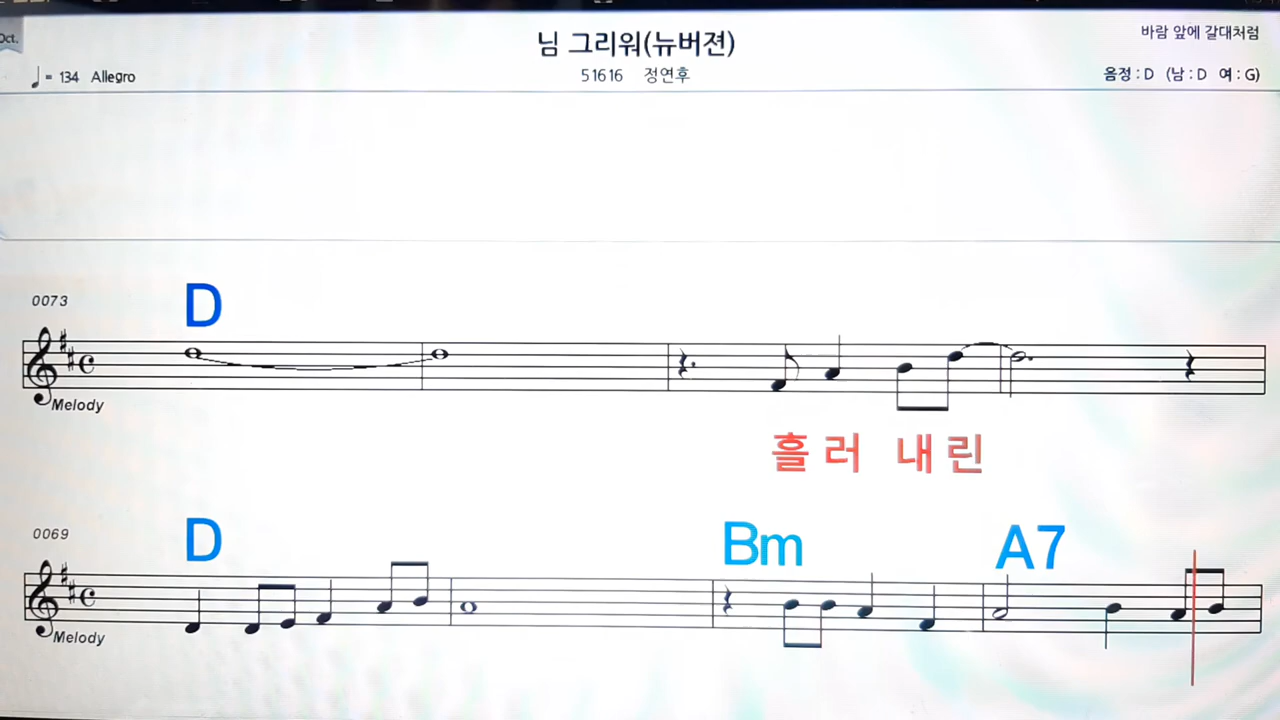 Oct.
님 그리워(뉴버젼)
바람 앞에 갈대처럼
= 134 Allegro
51616 정연후
음정 : D (남 : D 여 : G)
0073
D
Melody
흘 러 내 린
0069
D Bm A7
Melody